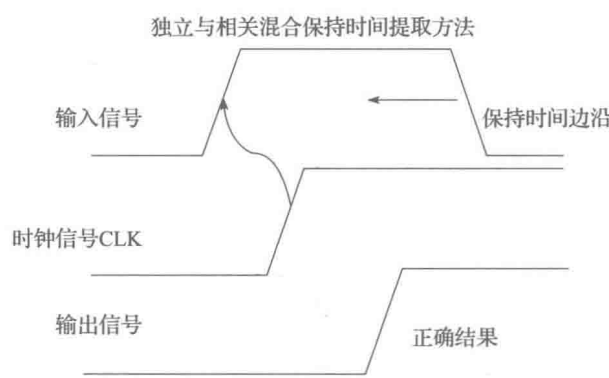 独立与相关混合保持时间提取方法
输入信号
保持时间边沿
时钟信号CLK
输出信号
正确结果